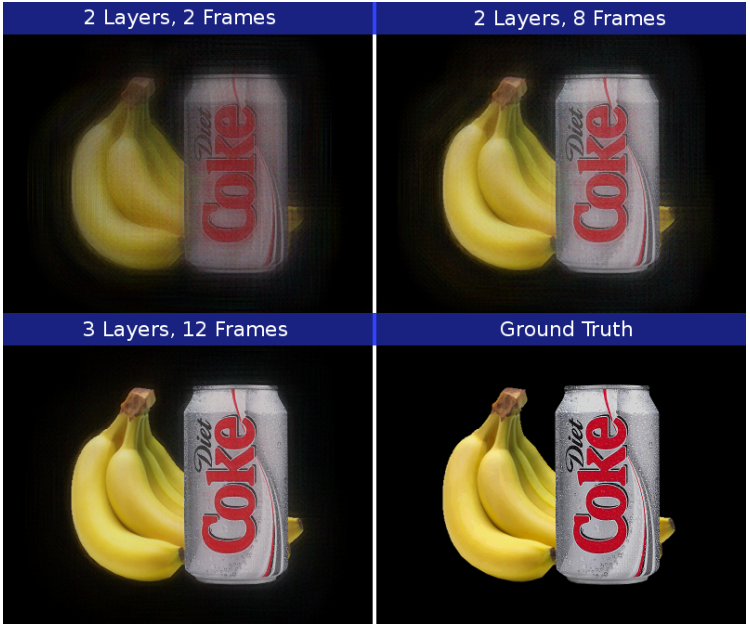 2 Layers, 2 Frames
2 Layers, 8 Frames
Diet
Coke
Diet
Coke
3 Layers, 12 Frames
Ground Truth
Diet
Coke
Diet
Coke